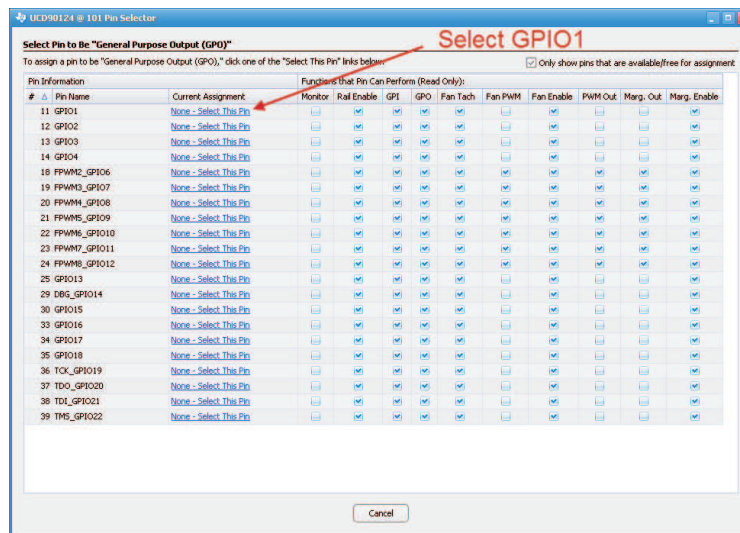 UCD90124 @ 101 Pin Selector
Select Pin to Be "General Purpose Output (GPO)"
Select GPIO1
To assign a pin to be "General Purpose Output (GPO)," click one of the "Select This Pin" links below.
Only show pins that are available/free for assignment
Pin Information Functions that Pin Can Perform (Read Only):
# Pin Name Current Assignment Monitor Rail Enable GPI GPO Fan Tach Fan PWM Fan Enable PWM Out Marg. Out Marg. Enable
11 GPIO1 None - Select This Pin
12 GPIO2 None - Select This Pin
13 GPIO3 None - Select This Pin
14 GPIO4 None - Select This Pin
18 FPWM2_GPIO6 None - Select This Pin
19 FPWM3_GPIO7 None - Select This Pin
20 FPWM4_GPIO8 None - Select This Pin
21 FPWM5_GPIO9 None - Select This Pin
22 FPWM6_GPIO10 None - Select This Pin
23 FPWM7_GPIO11 None - Select This Pin
24 FPWM8_GPIO12 None - Select This Pin
25 GPIO13 None - Select This Pin
29 DBG_GPIO14 None - Select This Pin
30 GPIO15 None - Select This Pin
33 GPIO16 None - Select This Pin
34 GPIO17 None - Select This Pin
35 GPIO18 None - Select This Pin
36 TCK_GPIO19 None - Select This Pin
37 TDO_GPIO20 None - Select This Pin
38 TDI_GPIO21 None - Select This Pin
39 TMS_GPIO22 None - Select This Pin
Cancel